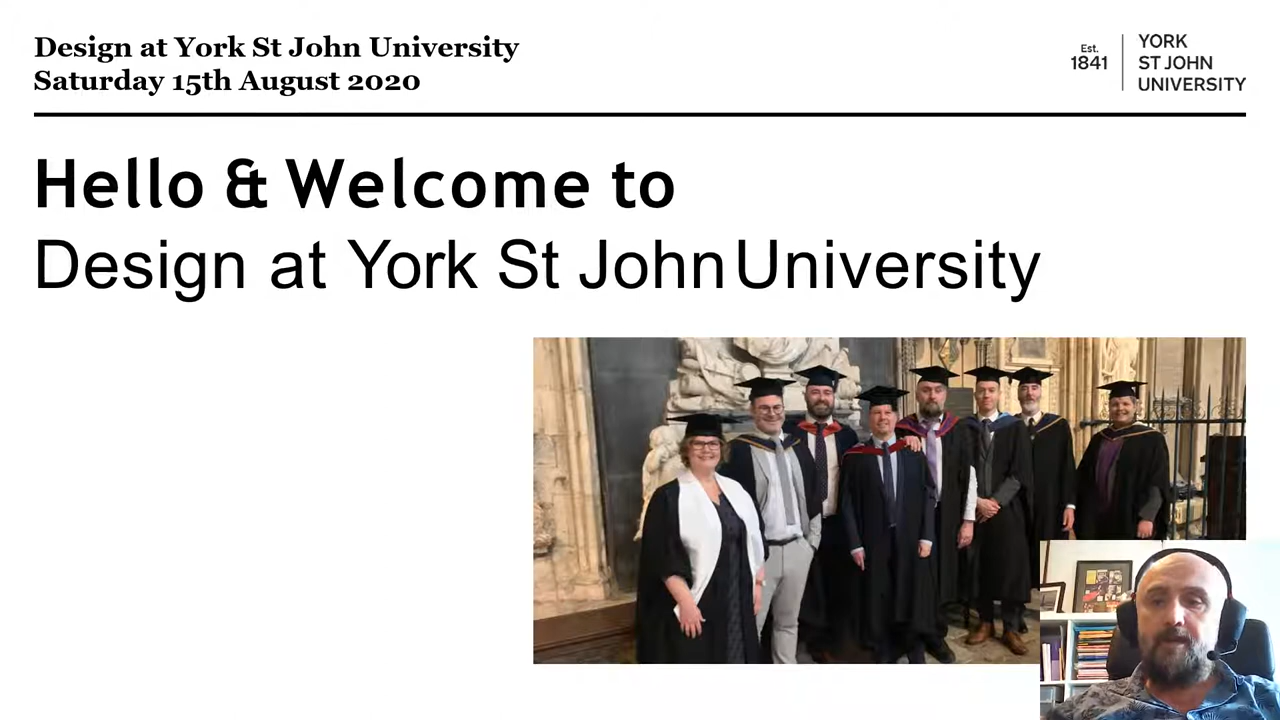 Design at York St John University
Saturday 15th August 2020
Est.
1841
YORK
ST JOHN
UNIVERSITY
Hello & Welcome to
Design at York St John University